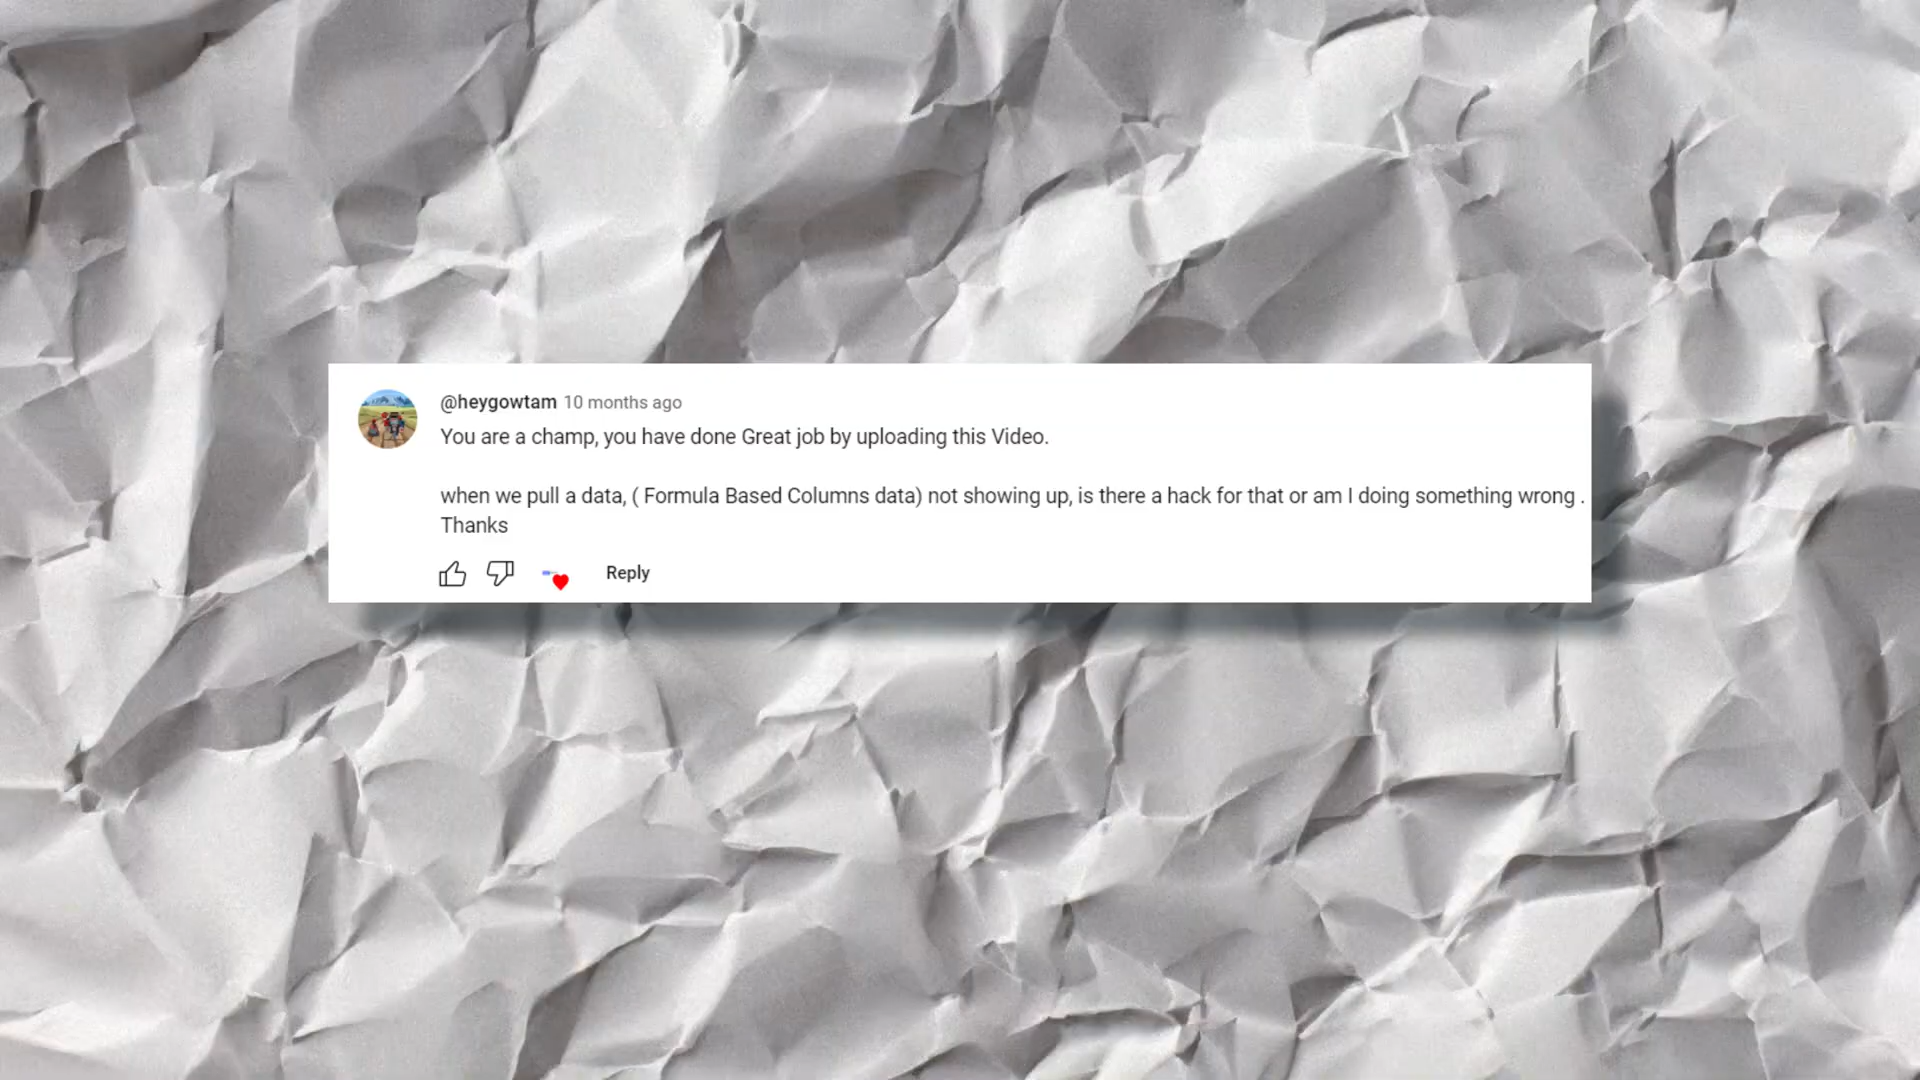 @heygowtam 10 months ago
You are a champ, you have done Great job by uploading this Video.
when we pull a data, ( Formula Based Columns data) not showing up, is there a hack for that or am I doing something wrong .
Thanks
Reply